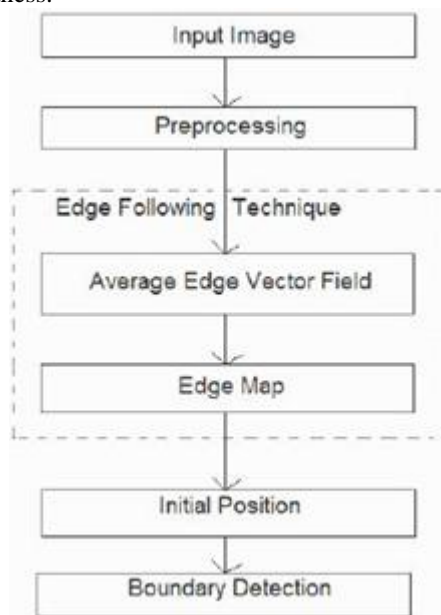 Input Image
Preprocessing
Edge Following Technique
Average Edge Vector Field
Edge Map
Initial Position
Boundary Detection